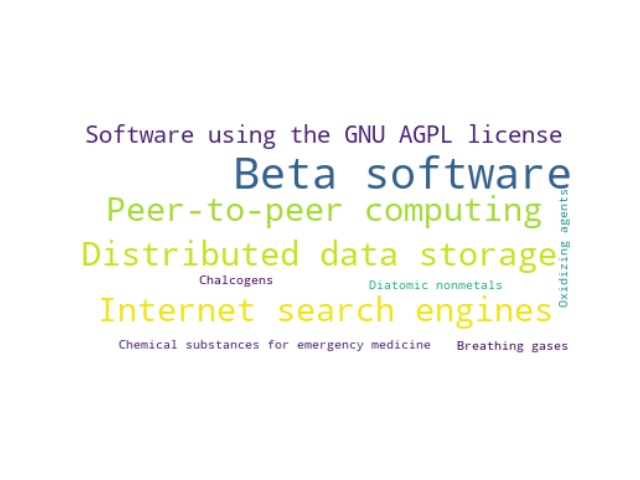 Software using the GNU AGPL license
Beta software
Peer-to-peer computing
Oxidizing agents
Distributed data storage
Chalcogens
Diatomic nonmetals
Internet search engines
Chemical substances for emergency medicine
Breathing gases